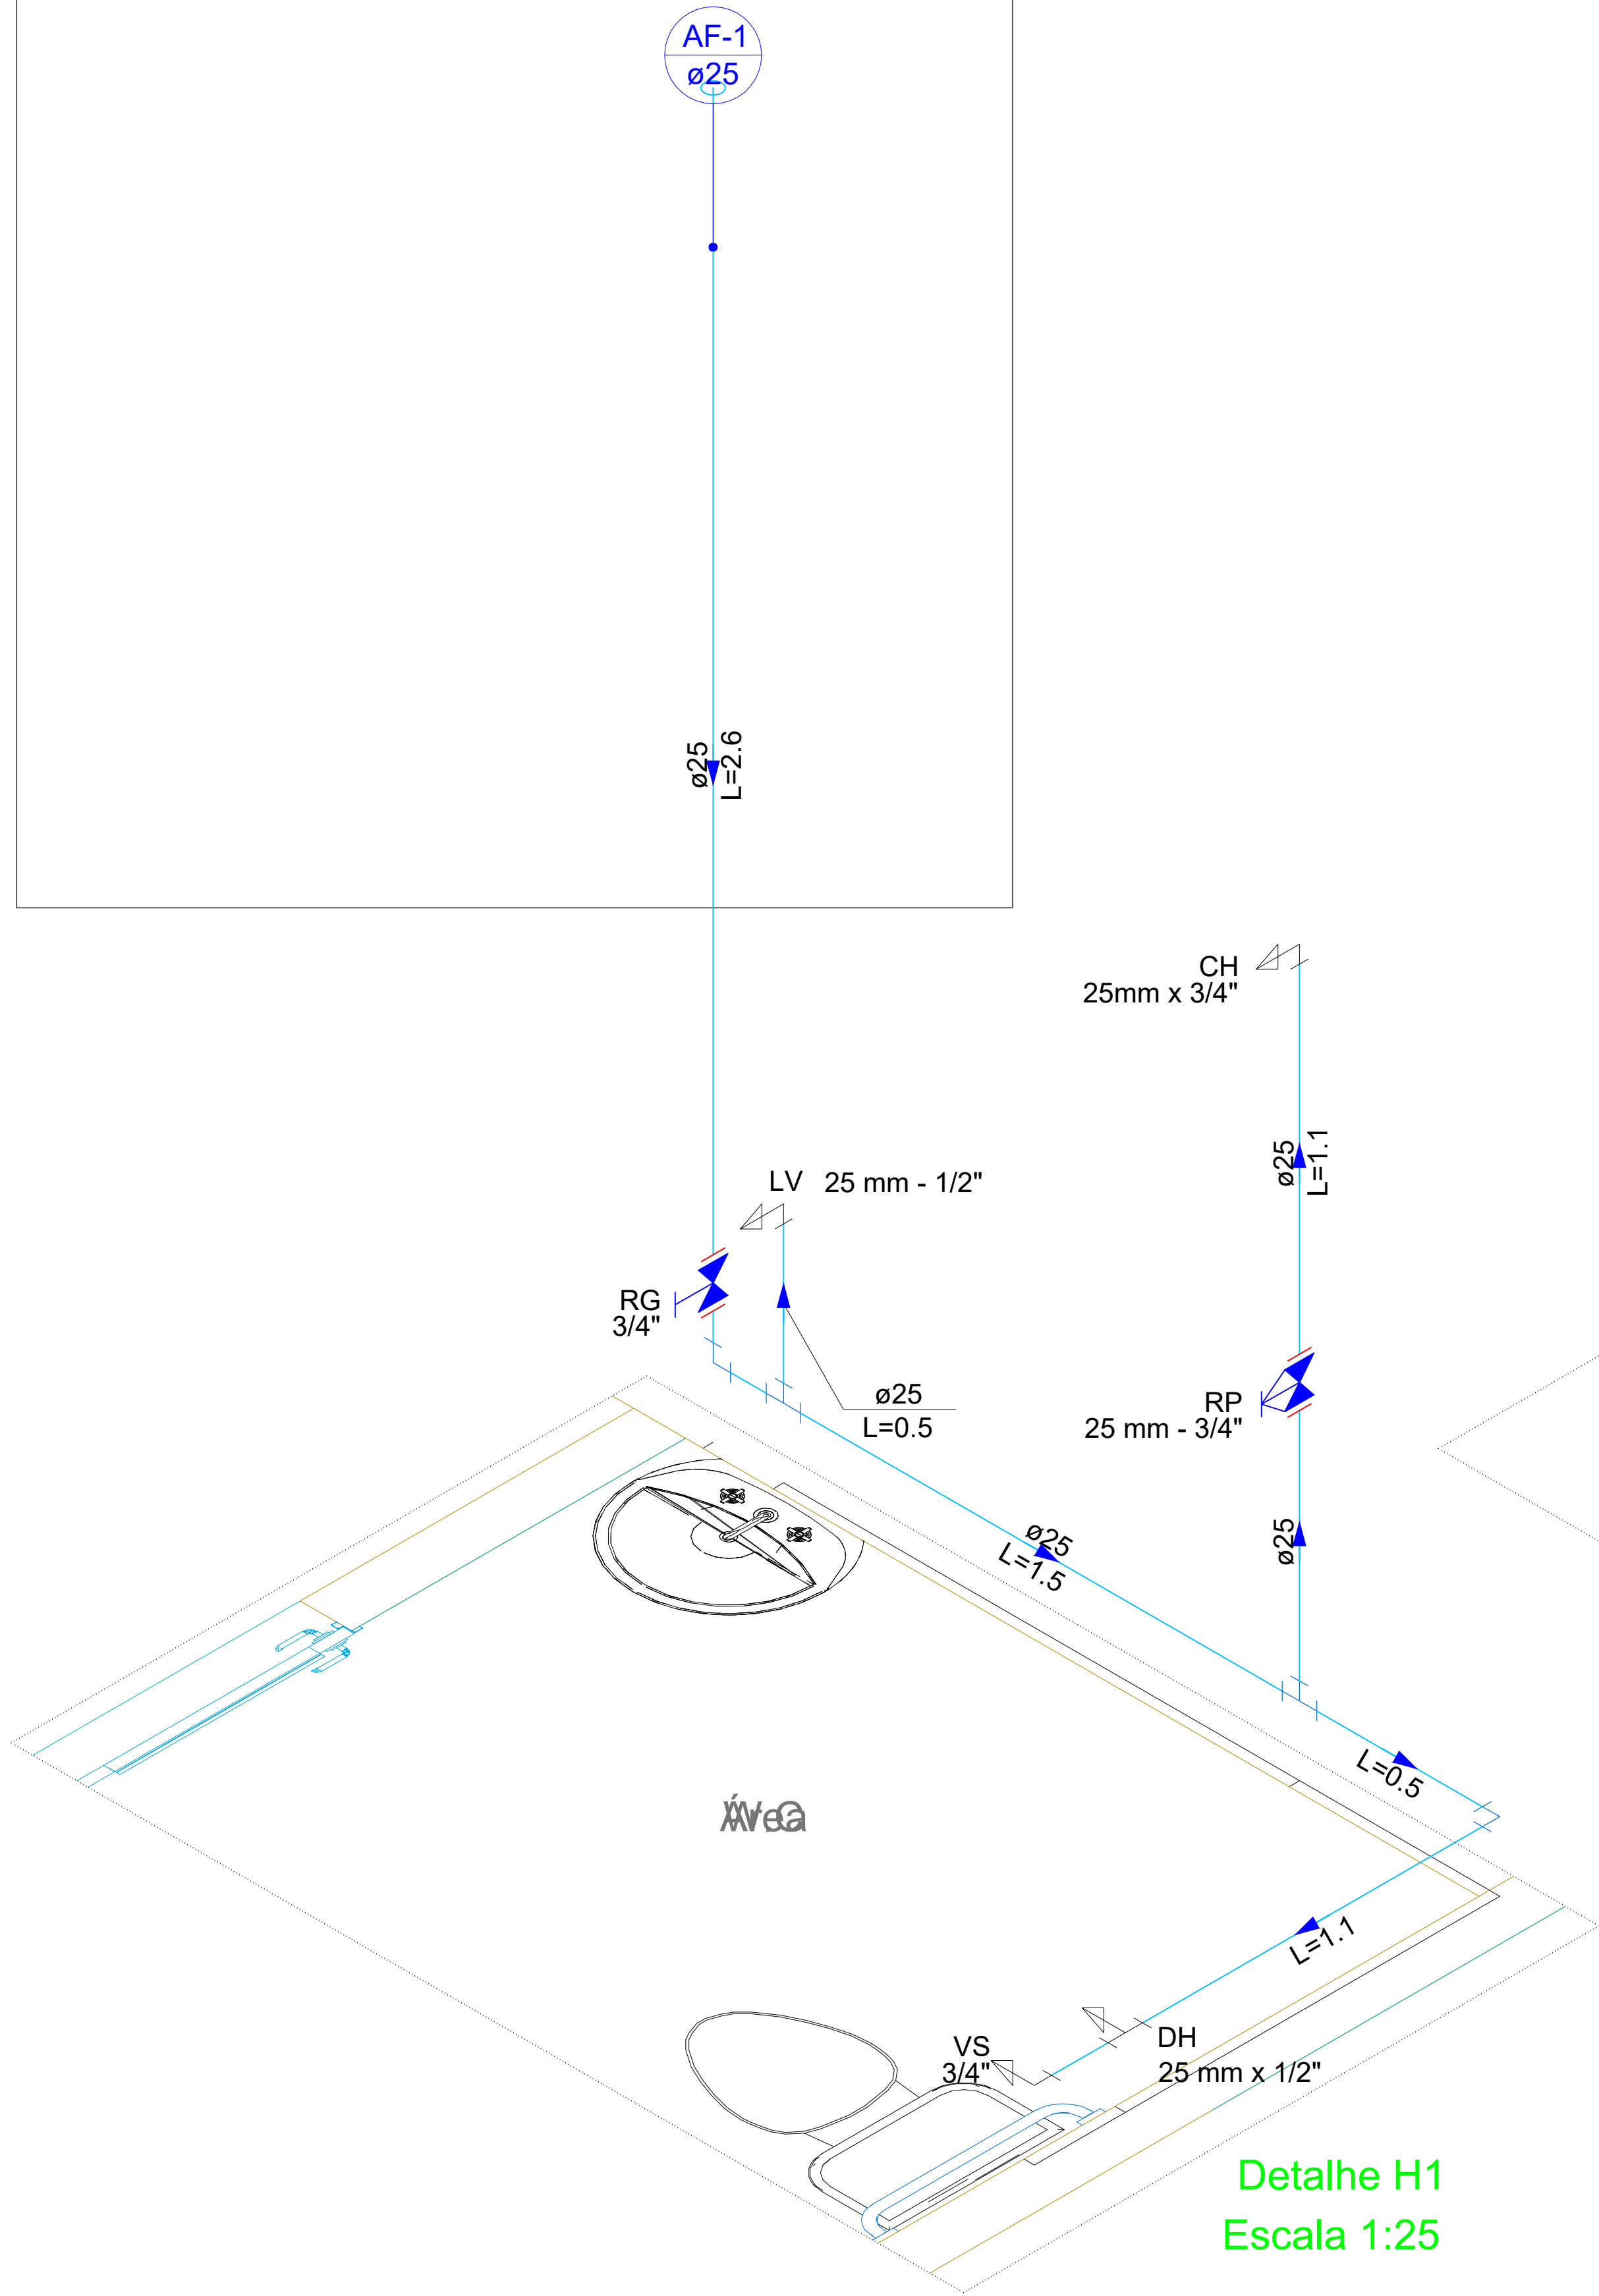 AF-1
ø25
ø25
L=2.6
CH
25mm x 3/4"
ø25
L=1.1
LV 25 mm - 1/2"
RG
3/4"
ø25
L=0.5
RP
25 mm - 3/4"
ø25
L=1.5
ø25
L=0.5
L=1.1
VS
3/4"
DH
25 mm x 1/2"
Detalhe H1
Escala 1:25